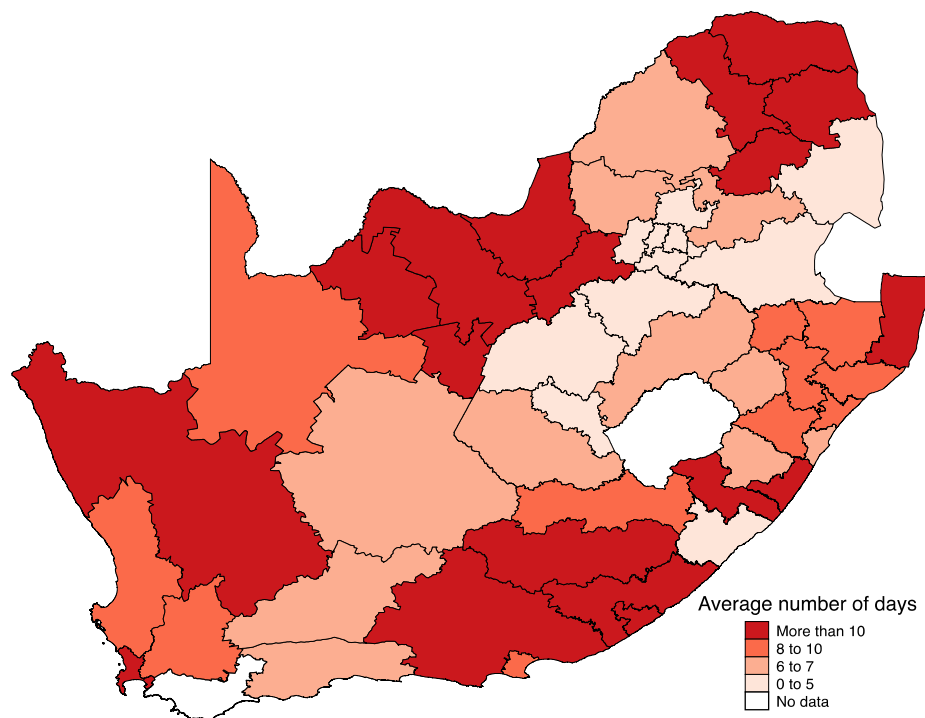 Average number of days
More than 10
8 to 10
6 to 7
0 to 5
No data